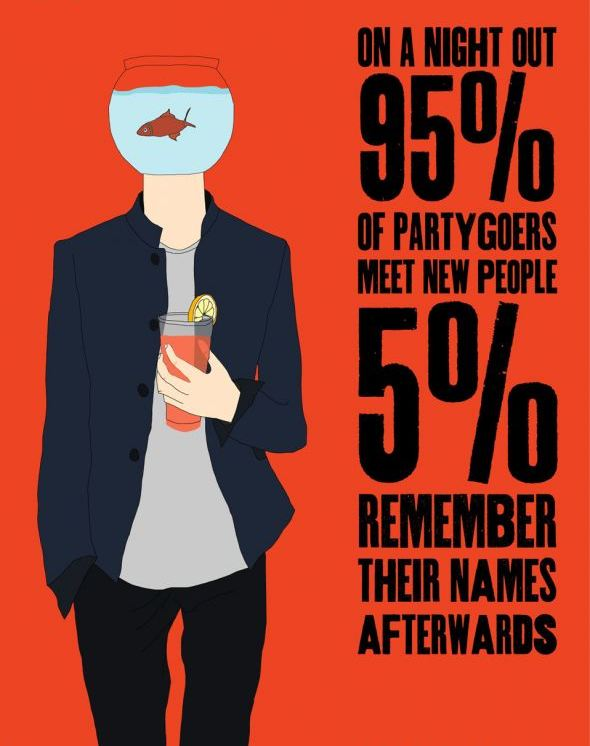 ON A NIGHT OUT
95%
OF PARTYGOERS
MEET NEW PEOPLE
5%
REMEMBER
THEIR NAMES
AFTERWARDS